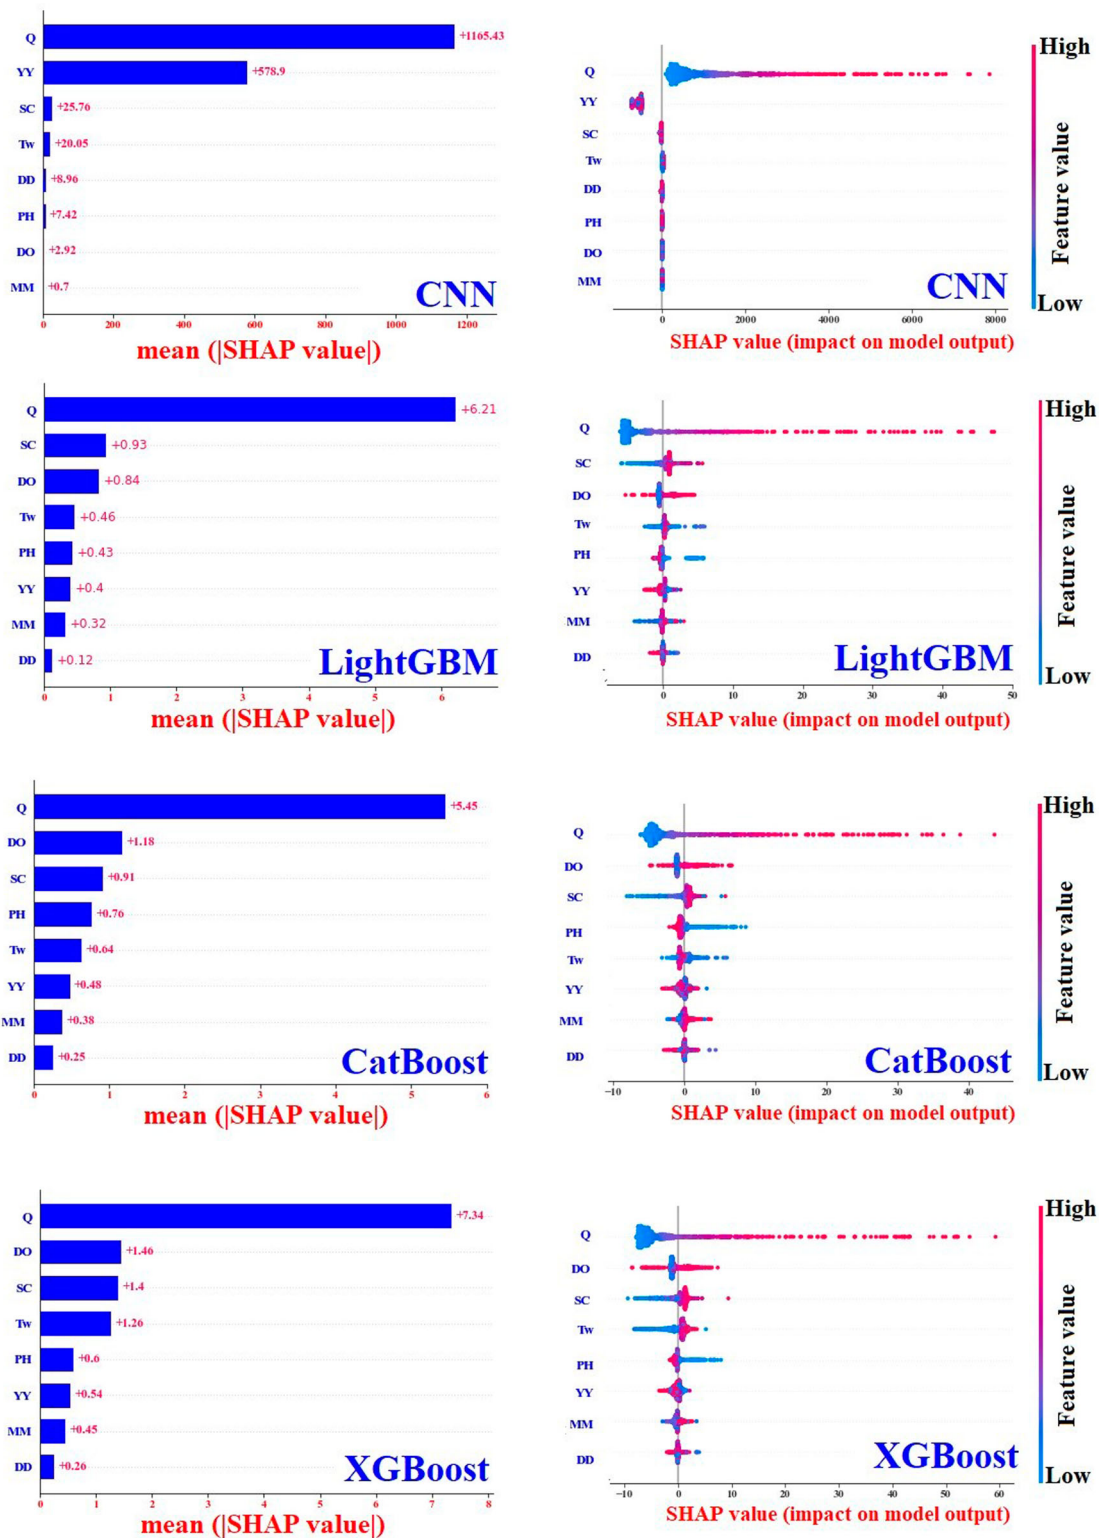 Q +1165.43
YY +578.9
SC +25.76
Tw +20.05
DD +8.96
PH +7.42
DO +2.92
MM +0.7
CNN
0 200 400 600 800 1000 1200
mean (|SHAP value|)
Q
YY
SC
Tw
DD
PH
DO
MM
CNN
0 2000 4000 6000 8000
SHAP value (impact on model output)
High
Feature value
Low
Q +6.21
SC +0.93
DO +0.84
Tw +0.46
PH +0.43
YY +0.4
MM +0.32
DD +0.12
LightGBM
0 1 2 3 4 5 6
mean (|SHAP value|)
Q
SC
DO
Tw
PH
YY
MM
DD
LightGBM
0 10 20 30 40 50
SHAP value (impact on model output)
High
Feature value
Low
Q +5.45
DO +1.18
SC +0.91
PH +0.76
Tw +0.64
YY +0.48
MM +0.38
DD +0.25
CatBoost
0 1 2 3 4 5 6
mean (|SHAP value|)
Q
DO
SC
PH
Tw
YY
MM
DD
CatBoost
−10 0 10 20 30 40
SHAP value (impact on model output)
High
Feature value
Low
Q +7.34
DO +1.46
SC +1.4
Tw +1.26
PH +0.6
YY +0.54
MM +0.45
DD +0.26
XGBoost
0 1 2 3 4 5 6 7 8
mean (|SHAP value|)
Q
DO
SC
Tw
PH
YY
MM
DD
XGBoost
−10 0 10 20 30 40 50 60
SHAP value (impact on model output)
High
Feature value
Low